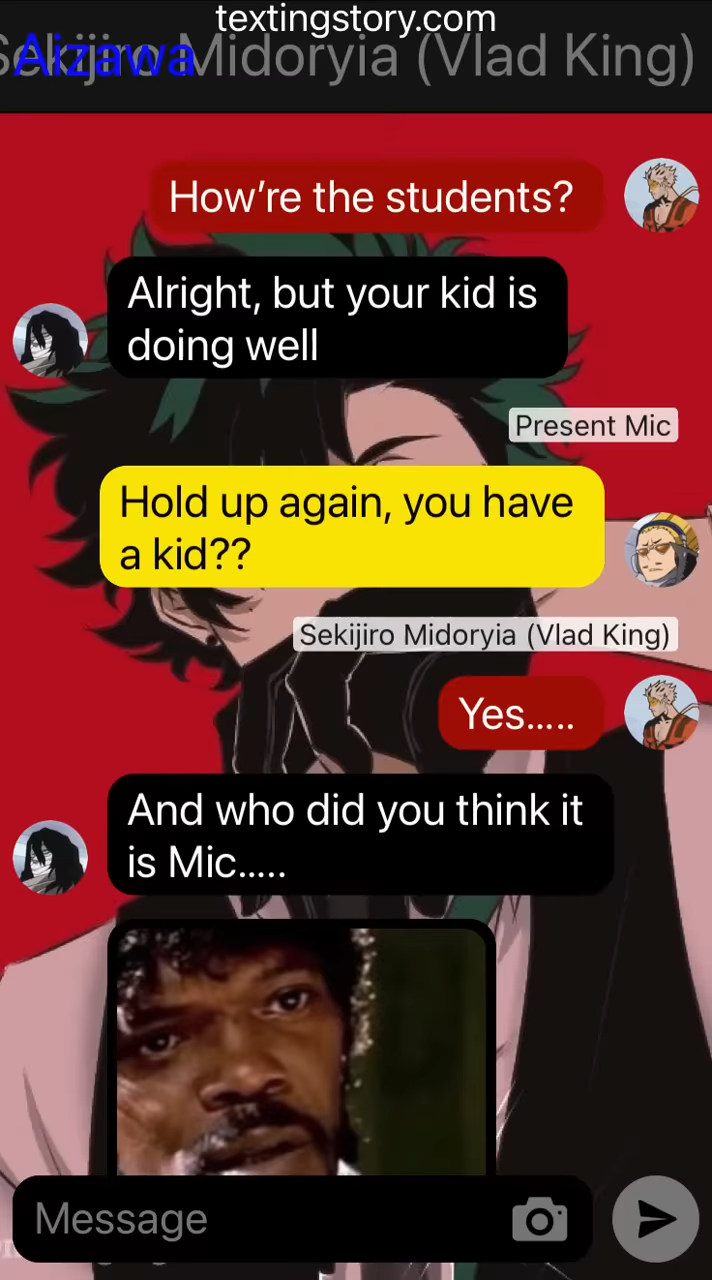 textingstory.com
Sekijiro Midoryia (Vlad King)
Aizawa
How’re the students?
Alright, but your kid is
doing well
Present Mic
Hold up again, you have
a kid??
Sekijiro Midoryia (Vlad King)
Yes.....
And who did you think it
is Mic.....
Message